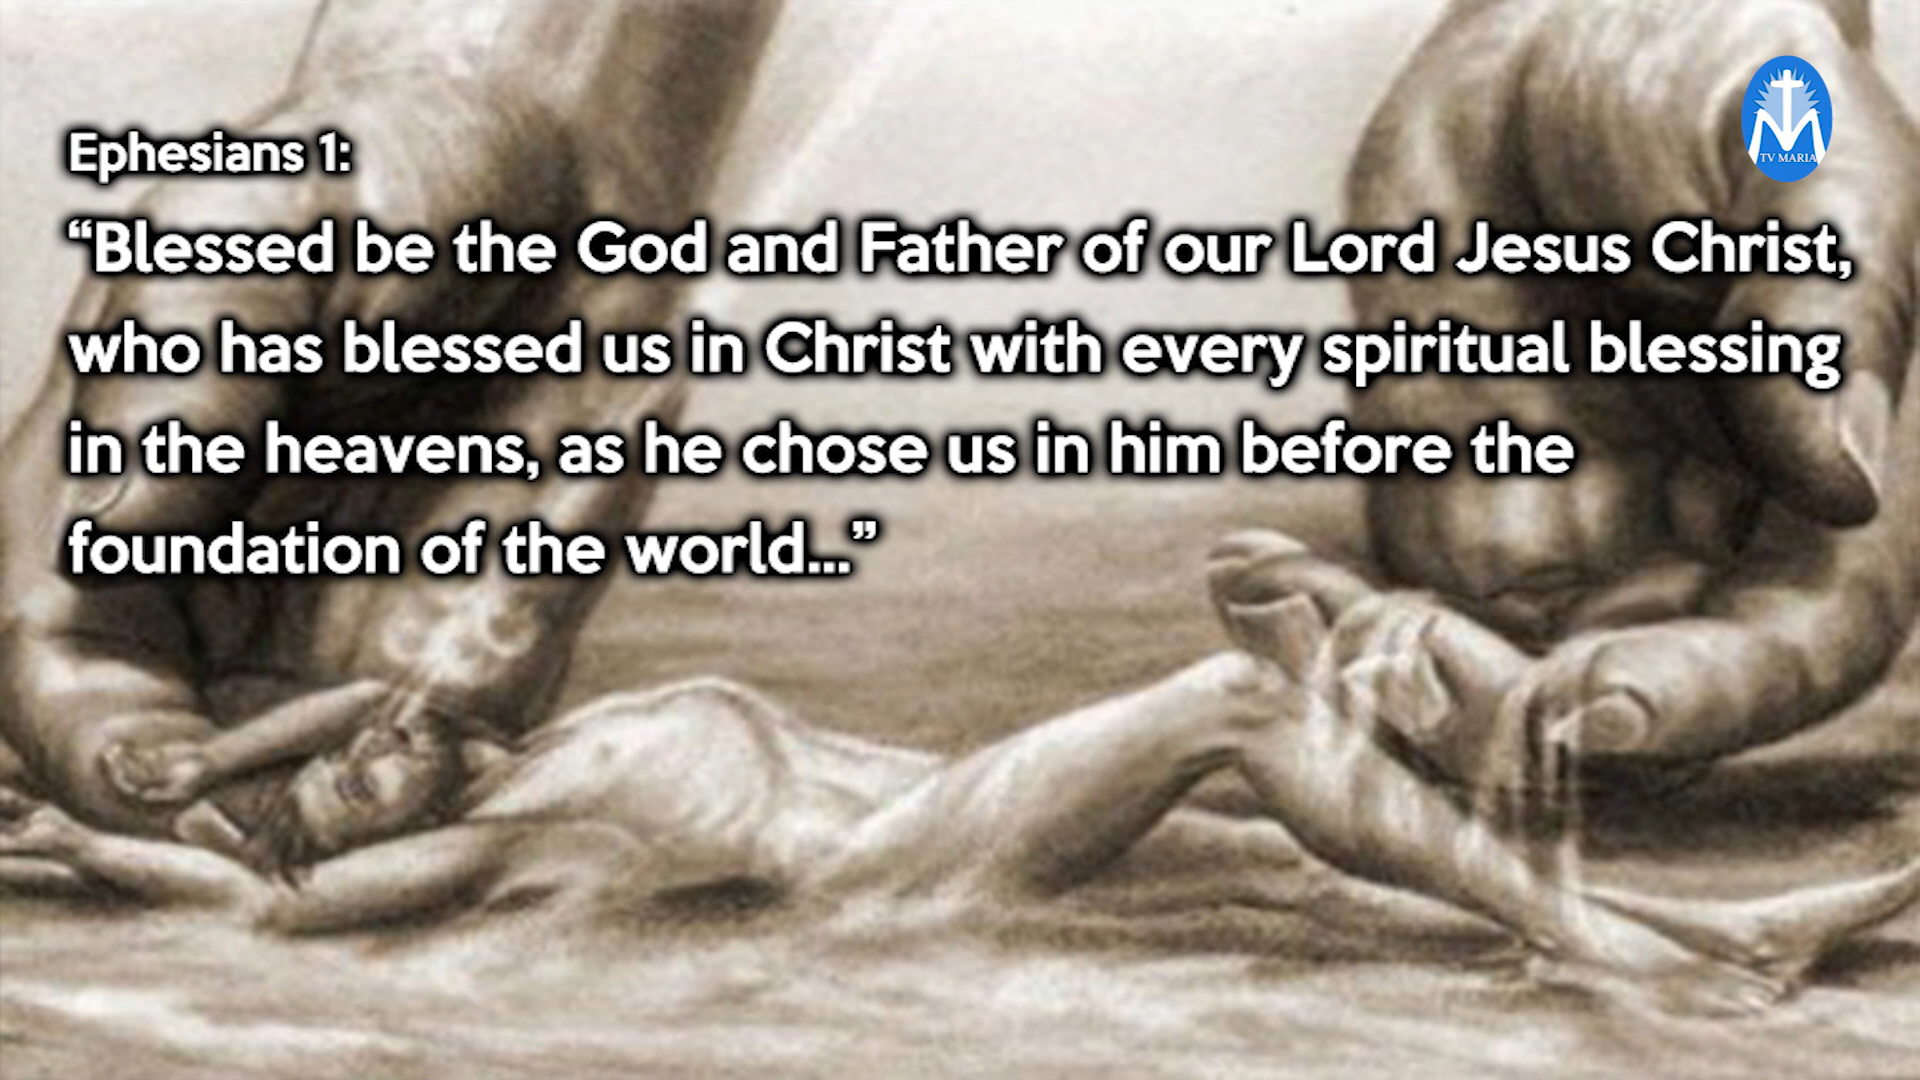 TV MARIA
Ephesians 1:
“Blessed be the God and Father of our Lord Jesus Christ,
who has blessed us in Christ with every spiritual blessing
in the heavens, as he chose us in him before the
foundation of the world...”